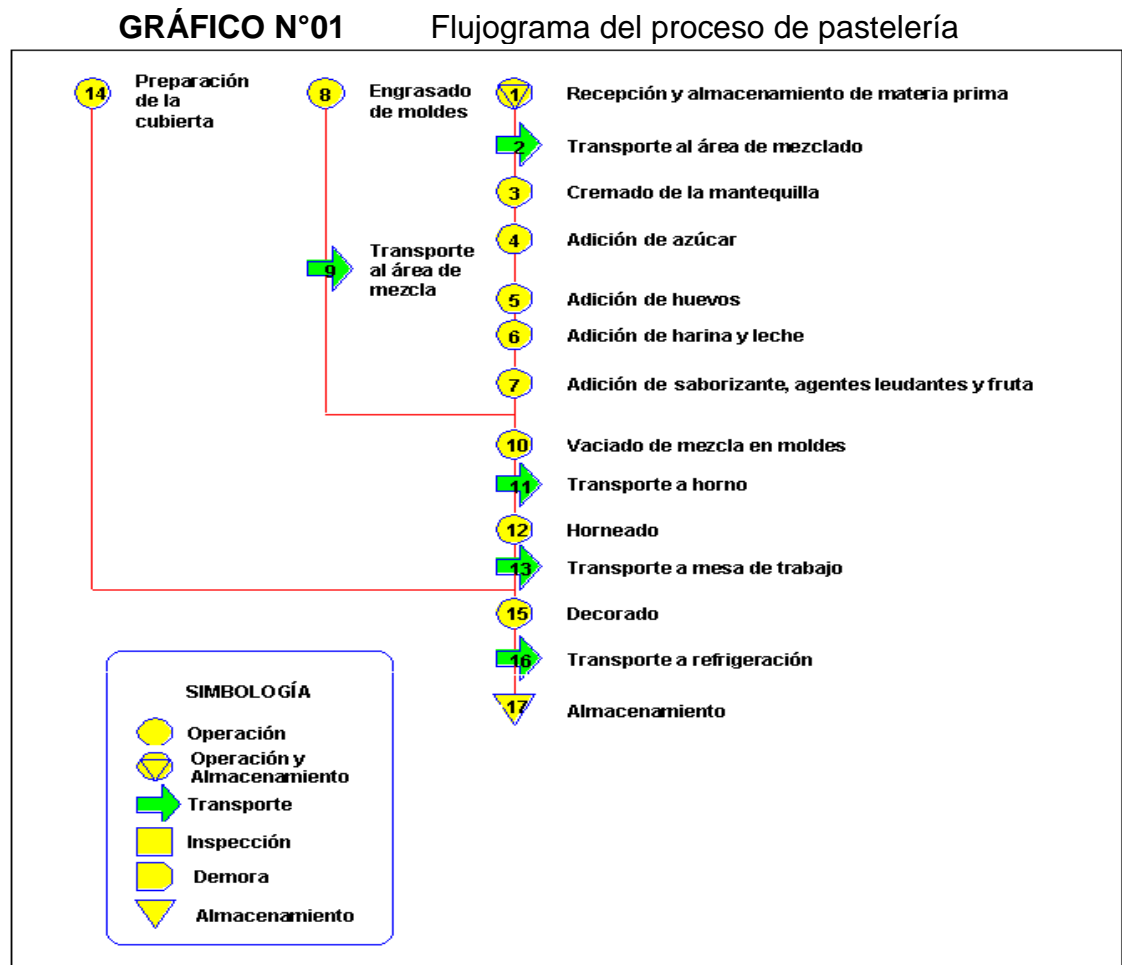 GRÁFICO N°01 Flujograma del proceso de pastelería
14
Preparación
de la
cubierta
8
Engrasado
de moldes
9
Transporte
al área de
mezcla
1
Recepción y almacenamiento de materia prima
2
Transporte al área de mezclado
3
Cremado de la mantequilla
4
Adición de azúcar
5
Adición de huevos
6
Adición de harina y leche
7
Adición de saborizante, agentes leudantes y fruta
10
Vaciado de mezcla en moldes
11
Transporte a horno
12
Horneado
13
Transporte a mesa de trabajo
15
Decorado
16
Transporte a refrigeración
17
Almacenamiento
SIMBOLOGÍA
Operación
Operación y
Almacenamiento
Transporte
Inspección
Demora
Almacenamiento